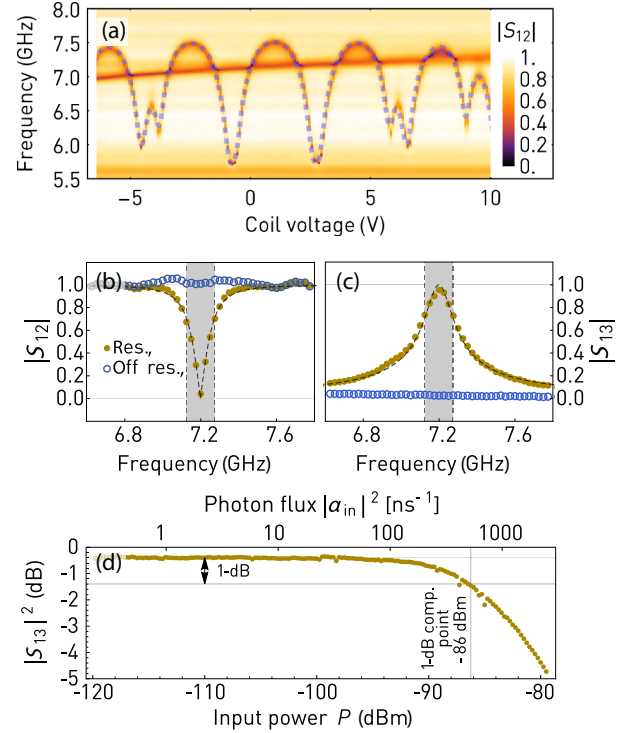 (a)
|S12|
8.0
7.5
7.0
6.5
6.0
5.5
Frequency (GHz)
1.
0.8
0.6
0.4
0.2
0.
−5
0
5
10
Coil voltage (V)
(b)
(c)
1.0
0.8
0.6
0.4
0.2
0.0
|S12|
Res.,
Off res.,
1.0
0.8
0.6
0.4
0.2
0.0
|S13|
6.8
7.2
7.6
6.8
7.2
7.6
Frequency (GHz)
Frequency (GHz)
Photon flux |αin|² [ns⁻¹]
1
10
100
1000
(d)
0
-1
-2
-3
-4
-5
|S13|² (dB)
1-dB
1-dB comp.
point
-86 dBm
-120
-110
-100
-90
-80
Input power P (dBm)